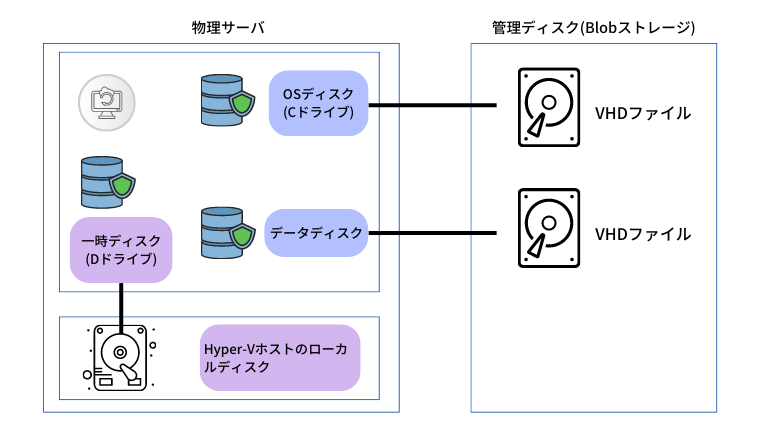 物理サーバ
管理ディスク(Blobストレージ)
OSディスク
(Cドライブ)
VHDファイル
一時ディスク
(Dドライブ)
データディスク
VHDファイル
Hyper-Vホストのローカ
ルディスク